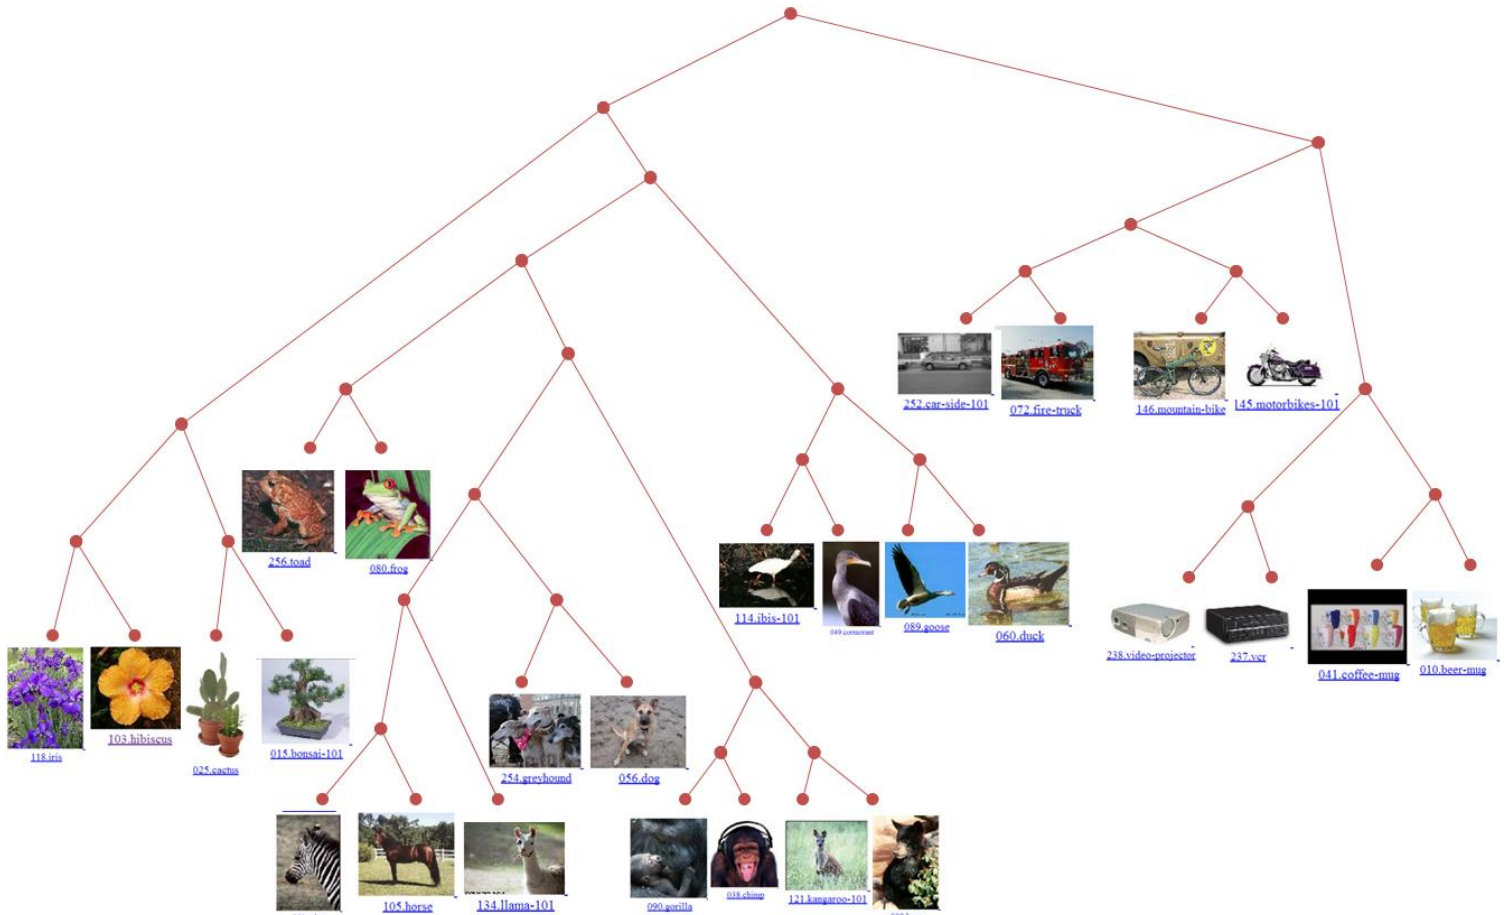 252.car-side-101
072.fire-truck
146.mountain-bike
145.motorbikes-101
256.toad
080.frog
114.ibis-101
049.cormorant
089.goose
060.duck
238.video-projector
237.vcr
041.coffee-mug
010.beer-mug
118.iris
103.hibiscus
025.cactus
015.bonsai-101
254.greyhound
056.dog
105.horse
134.llama-101
090.gorilla
038.chimp
121.kangaroo-101